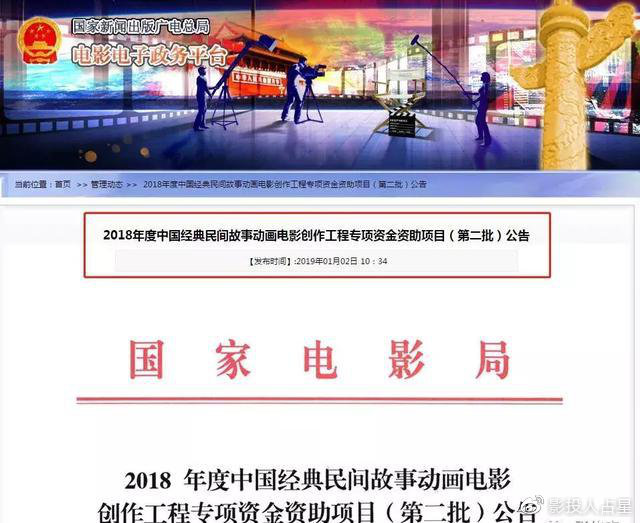 国家新闻出版广电总局
电影电子政务平台
当前位置：首页 >> 管理动态 >> 2018年度中国经典民间故事动画电影创作工程专项资金资助项目（第二批）公告
2018年度中国经典民间故事动画电影创作工程专项资金资助项目（第二批）公告
【发布时间】:2019年01月02日 10：34
国家电影局
2018 年度中国经典民间故事动画电影
创作工程专项资金资助项目（第二批）公告
@影投人占星